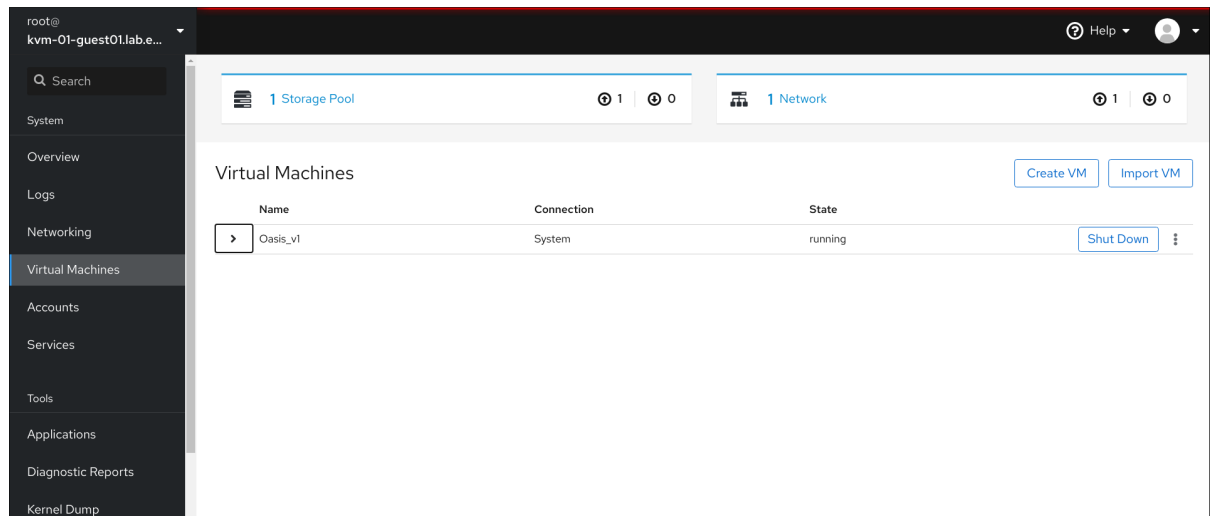 root@
kvm-01-guest01.lab.e...
Help
Search
System
Overview
Logs
Networking
Virtual Machines
Accounts
Services
Tools
Applications
Diagnostic Reports
Kernel Dump
1 Storage Pool 1 0
1 Network 1 0
Virtual Machines
Create VM Import VM
Name Connection State
Oasis_v1 System running Shut Down